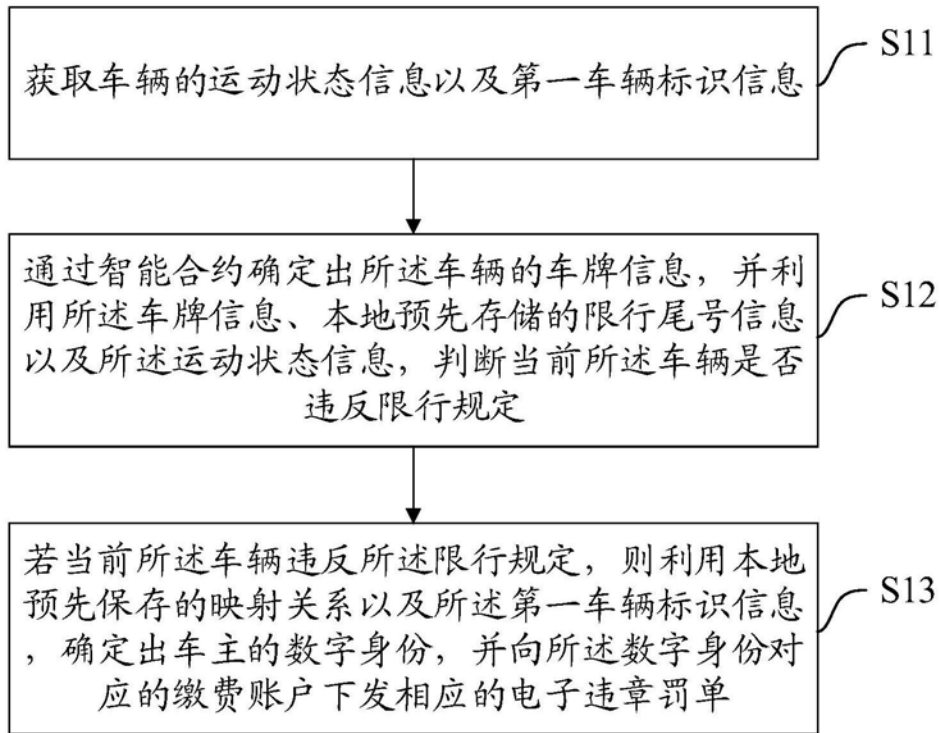 获取车辆的运动状态信息以及第一车辆标识信息
S11
通过智能合约确定出所述车辆的车牌信息，并利
用所述车牌信息、本地预先存储的限行尾号信息
以及所述运动状态信息，判断当前所述车辆是否
违反限行规定
S12
若当前所述车辆违反所述限行规定，则利用本地
预先保存的映射关系以及所述第一车辆标识信息
，确定出车主的数字身份，并向所述数字身份对
应的缴费账户下发相应的电子违章罚单
S13